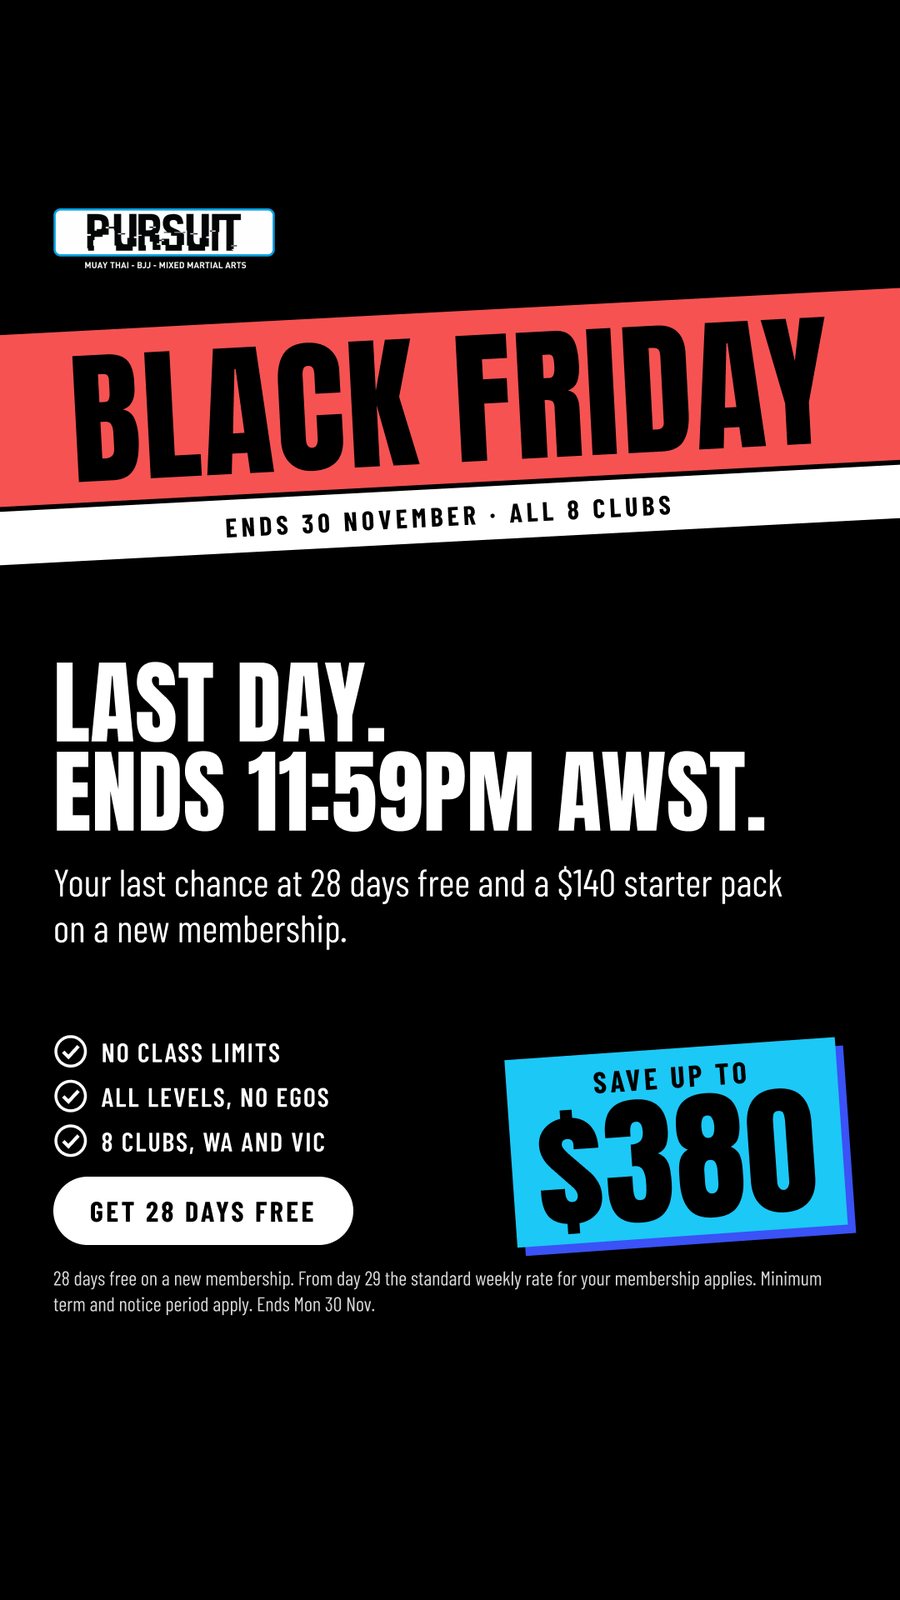 PURSUIT
MUAY THAI - BJJ - MIXED MARTIAL ARTS
BLACK FRIDAY
ENDS 30 NOVEMBER · ALL 8 CLUBS
LAST DAY.
ENDS 11:59PM AWST.
Your last chance at 28 days free and a $140 starter pack
on a new membership.
NO CLASS LIMITS
ALL LEVELS, NO EGOS
8 CLUBS, WA AND VIC
GET 28 DAYS FREE
SAVE UP TO
$380
28 days free on a new membership. From day 29 the standard weekly rate for your membership applies. Minimum
term and notice period apply. Ends Mon 30 Nov.